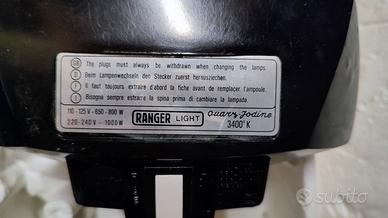 GB The plugs must always be withdrawn when changing the lamps.
D Beim Lampenwechseln den Stecker zuerst herausziehen.
F Il faut toujours extraire d'abord la fiche avant de remplacer l'ampoule.
I Bisogna sempre estrarre la spina prima di cambiare la lampada.
110-125 V - 650-800 W
220-240 V - 1000 W
RANGER LIGHT
Quarz Jodine
3400°K
subito